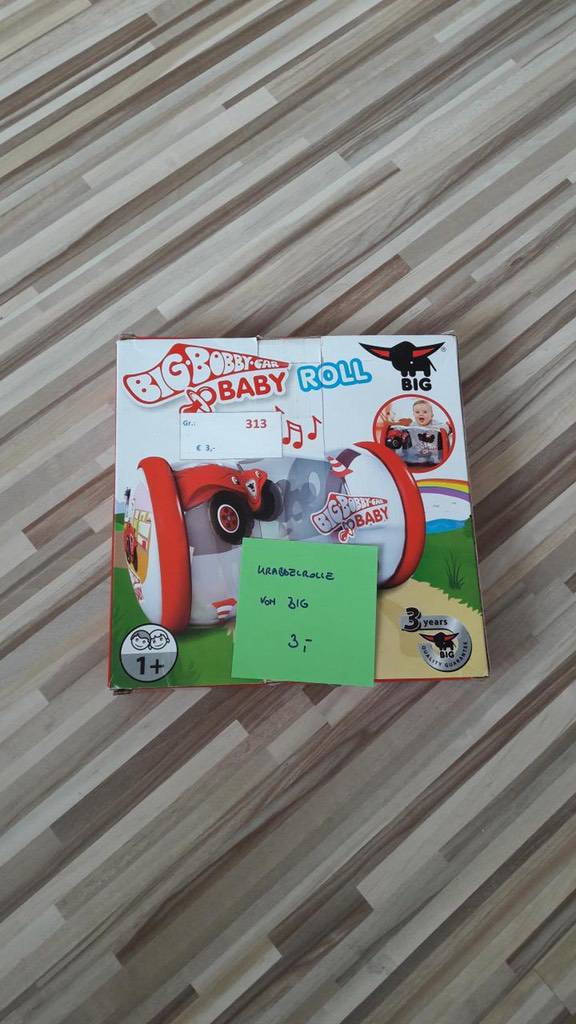 BIG-BOBBY-CAR
BABY ROLL
BIG
Gr.: 313
€ 3,-
BIG-BOBBY-CAR
BABY
KRABBELROLLE
VON BIG
3,-
1+
3 years
BIG
QUALITY GUARANTEE